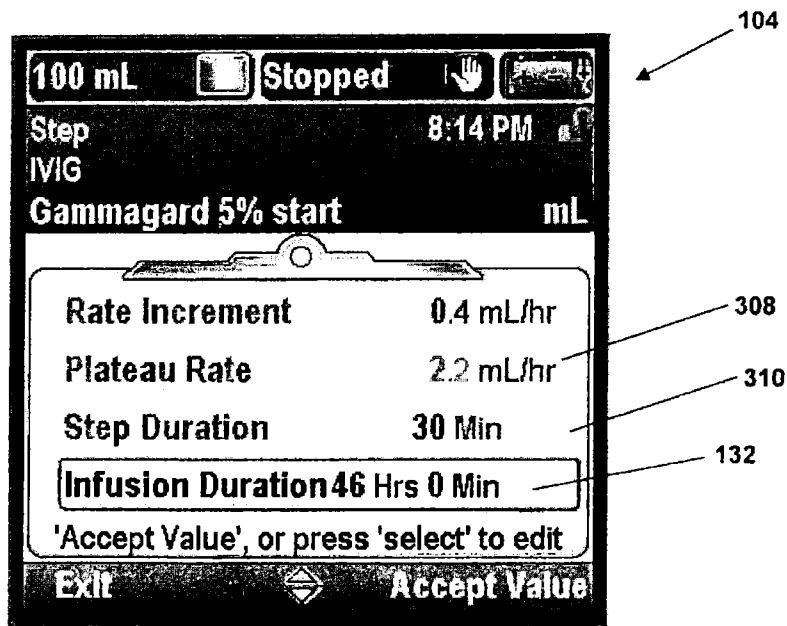 104
100 mL Stopped
Step 8:14 PM
IVIG
Gammagard 5% start mL
Rate Increment 0.4 mL/hr
308
Plateau Rate 2.2 mL/hr
310
Step Duration 30 Min
132
Infusion Duration 46 Hrs 0 Min
'Accept Value', or press 'select' to edit
Exit Accept Value